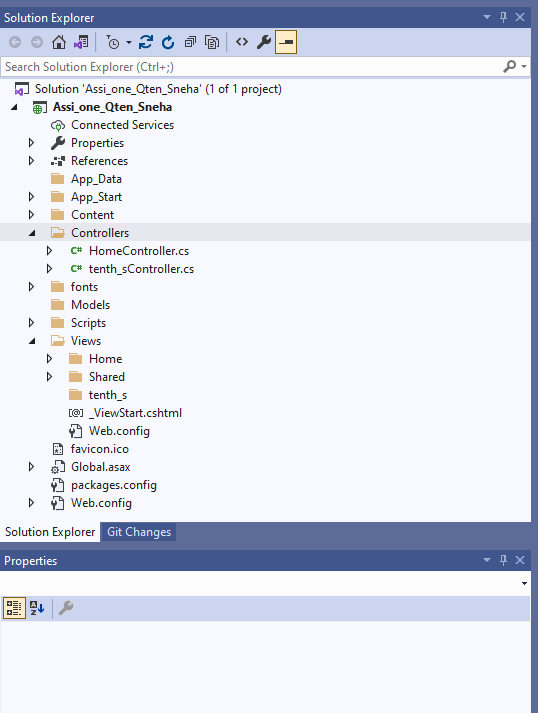 Solution Explorer
Search Solution Explorer (Ctrl+;)
Solution 'Assi_one_Qten_Sneha' (1 of 1 project)
Assi_one_Qten_Sneha
Connected Services
Properties
References
App_Data
App_Start
Content
Controllers
C# HomeController.cs
C# tenth_sController.cs
fonts
Models
Scripts
Views
Home
Shared
tenth_s
[@] _ViewStart.cshtml
Web.config
favicon.ico
Global.asax
packages.config
Web.config
Solution Explorer Git Changes
Properties
A Z